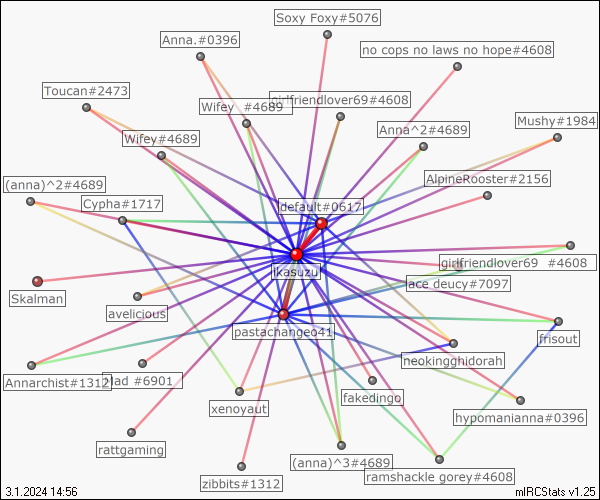 Soxy Foxy#5076
Anna.#0396
no cops no laws no hope#4608
Toucan#2473
Wifey #4689
girlfriendlover69#4608
Mushy#1984
Wifey#4689
Anna^2#4689
(anna)^2#4689
AlpineRooster#2156
Cypha#1717
default#0617
ikasuzu
girlfriendlover69 #4608
ace deucy#7097
Skalman
avelicious
pastachangeo41
frisout
neokingghidorah
Annarchist#1312
#6901
xenoyaut
fakedingo
hypomanianna#0396
rattgaming
zibbits#1312
(anna)^3#4689
ramshackle gorey#4608
3.1.2024 14:56
mIRCStats v1.25